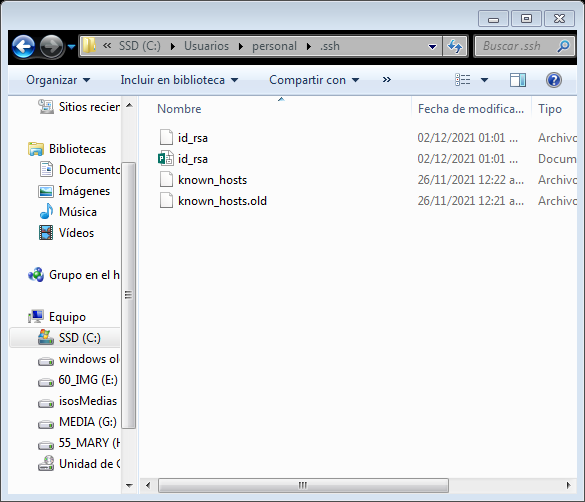 « SSD (C:) Usuarios personal .ssh Buscar .ssh
Organizar Incluir en biblioteca Compartir con »
Sitios recien
Bibliotecas
Documento
Imágenes
Música
Vídeos
Grupo en el h
Equipo
SSD (C:)
windows ol
60_IMG (E:)
isosMedias
MEDIA (G:)
55_MARY (H
Unidad de C
Nombre Fecha de modifica... Tipo
id_rsa 02/12/2021 01:01 ... Archivo
id_rsa 02/12/2021 01:01 ... Docum
known_hosts 26/11/2021 12:22 a... Archivo
known_hosts.old 26/11/2021 12:21 a... Archivo